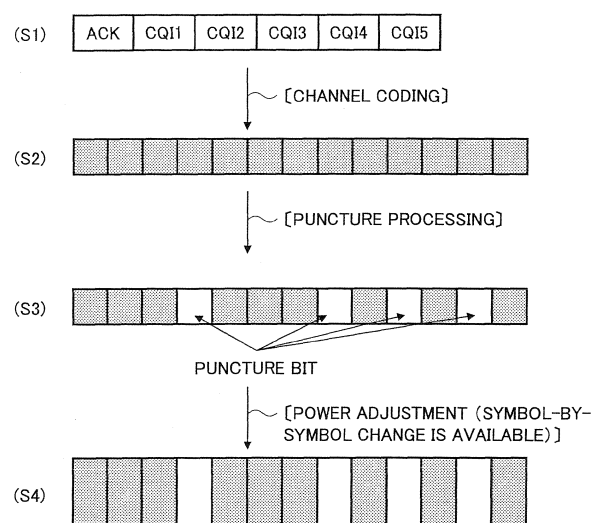 (S1) ACK CQI1 CQI2 CQI3 CQI4 CQI5
[CHANNEL CODING]
(S2)
[PUNCTURE PROCESSING]
(S3)
PUNCTURE BIT
[POWER ADJUSTMENT (SYMBOL-BY-
SYMBOL CHANGE IS AVAILABLE)]
(S4)